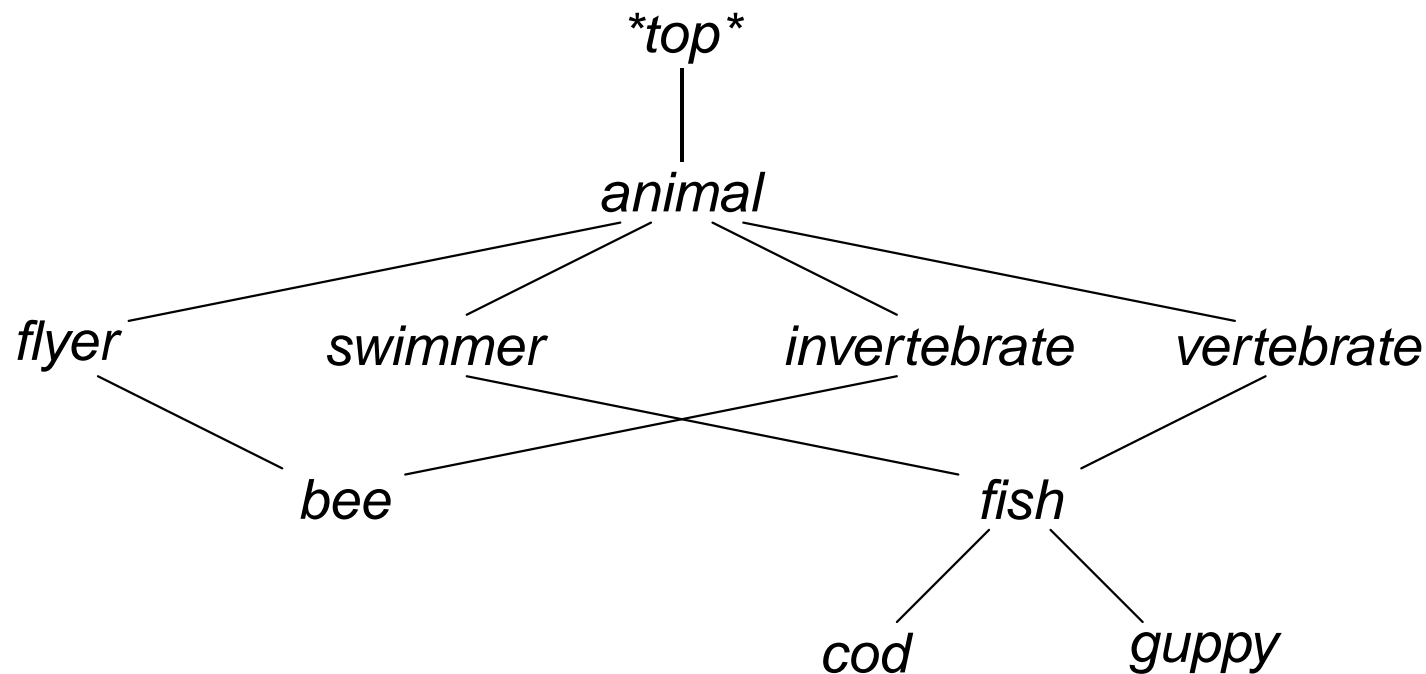 *top*
animal
flyer swimmer invertebrate vertebrate
bee fish
cod guppy